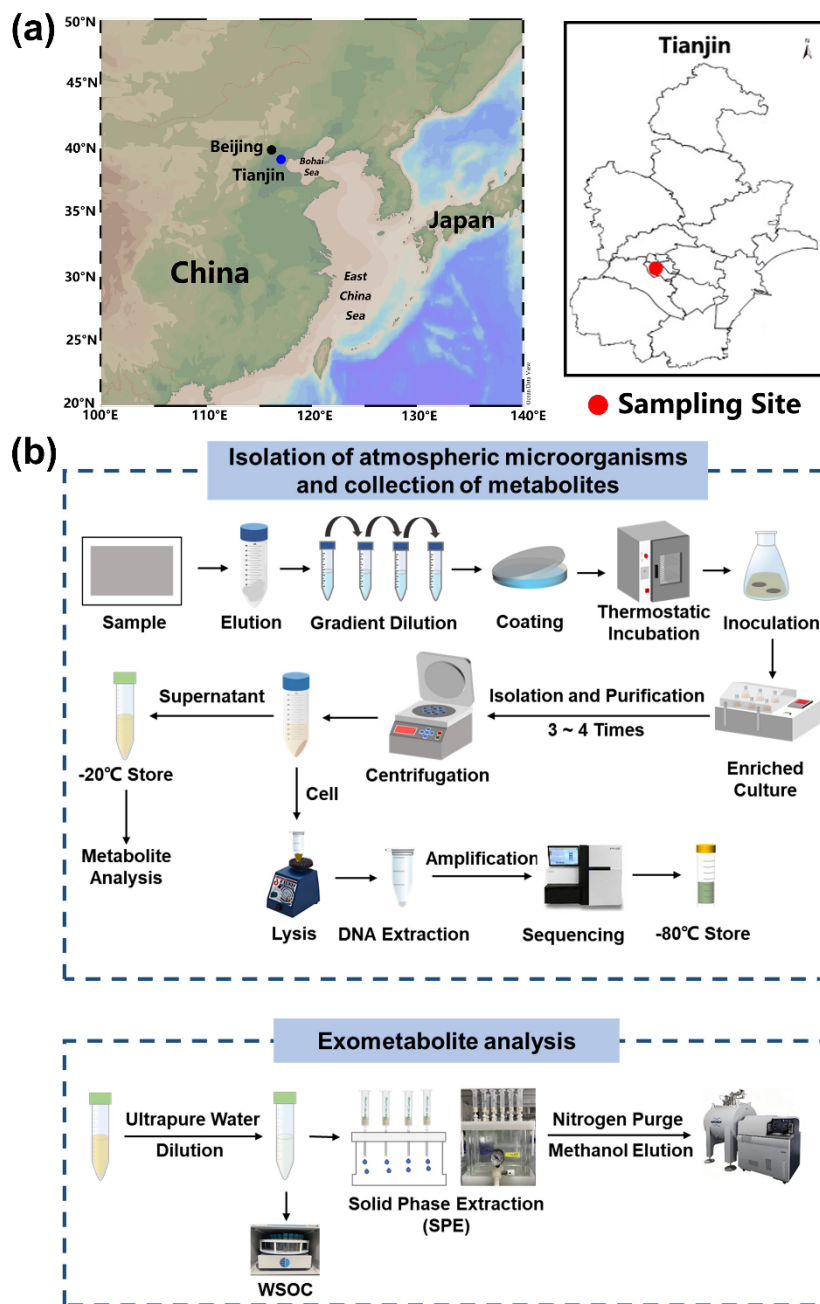 (a)
50°N
45°N
40°N
35°N
30°N
25°N
20°N
100°E
110°E
120°E
130°E
140°E
Beijing
Tianjin
Bohai
Sea
China
Japan
East
China
Sea
Ocean Data View
Tianjin
N
Sampling Site
(b)
Isolation of atmospheric microorganisms
and collection of metabolites
Sample
Elution
Gradient Dilution
Coating
Thermostatic
Incubation
Inoculation
Supernatant
Isolation and Purification
3 ~ 4 Times
-20℃ Store
Centrifugation
Enriched
Culture
Cell
Metabolite
Analysis
Amplification
Lysis
DNA Extraction
Sequencing
-80℃ Store
Exometabolite analysis
Ultrapure Water
Dilution
Nitrogen Purge
Methanol Elution
Solid Phase Extraction
(SPE)
WSOC